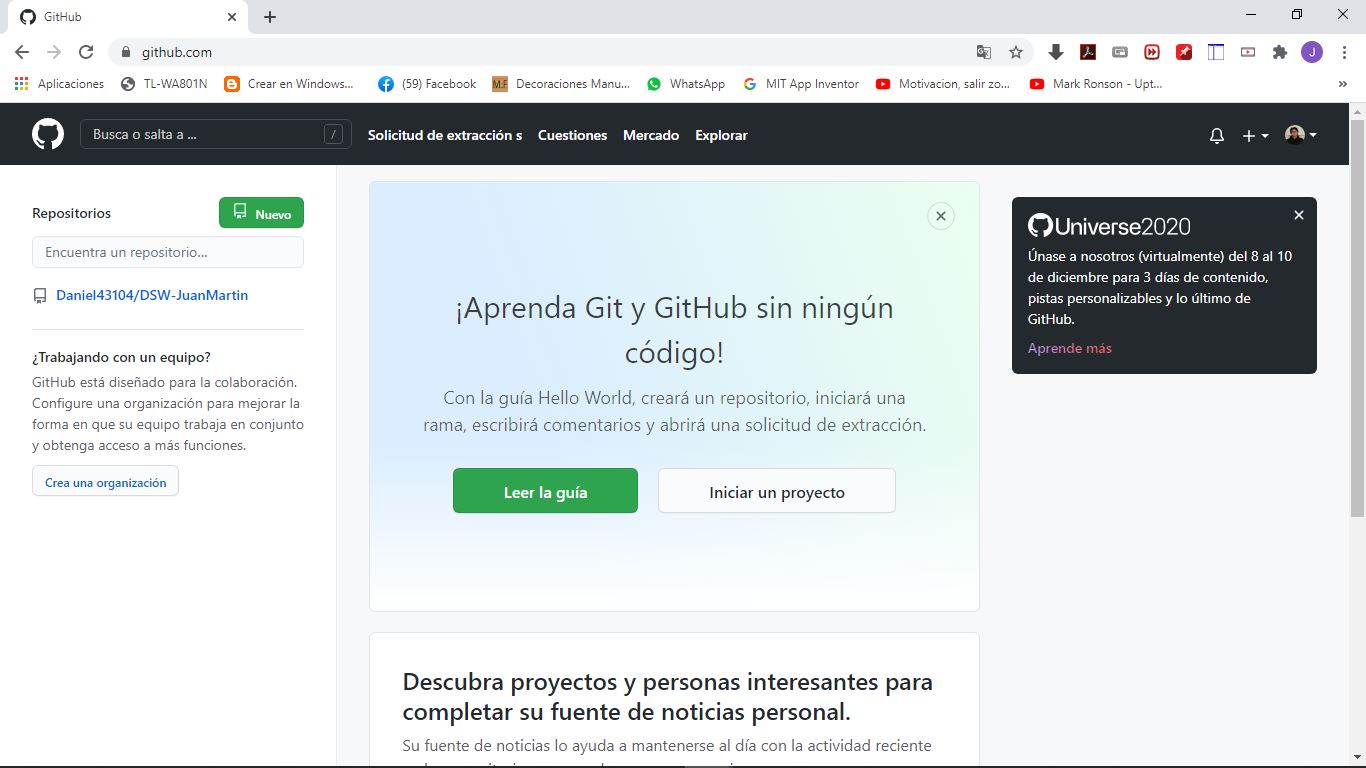 GitHub
github.com
Aplicaciones
TL-WA801N
Crear en Windows...
(59) Facebook
M.F
Decoraciones Manu...
WhatsApp
MIT App Inventor
Motivacion, salir zo...
Mark Ronson - Upt...
J
Busca o salta a ...
/
Solicitud de extracción s
Cuestiones
Mercado
Explorar
Repositorios
Nuevo
Encuentra un repositorio...
Daniel43104/DSW-JuanMartin
¿Trabajando con un equipo?
GitHub está diseñado para la colaboración.
Configure una organización para mejorar la
forma en que su equipo trabaja en conjunto
y obtenga acceso a más funciones.
Crea una organización
¡Aprenda Git y GitHub sin ningún
código!
Con la guía Hello World, creará un repositorio, iniciará una
rama, escribirá comentarios y abrirá una solicitud de extracción.
Leer la guía
Iniciar un proyecto
Descubra proyectos y personas interesantes para
completar su fuente de noticias personal.
Su fuente de noticias lo ayuda a mantenerse al día con la actividad reciente
Universe2020
Únase a nosotros (virtualmente) del 8 al 10
de diciembre para 3 días de contenido,
pistas personalizables y lo último de
GitHub.
Aprende más